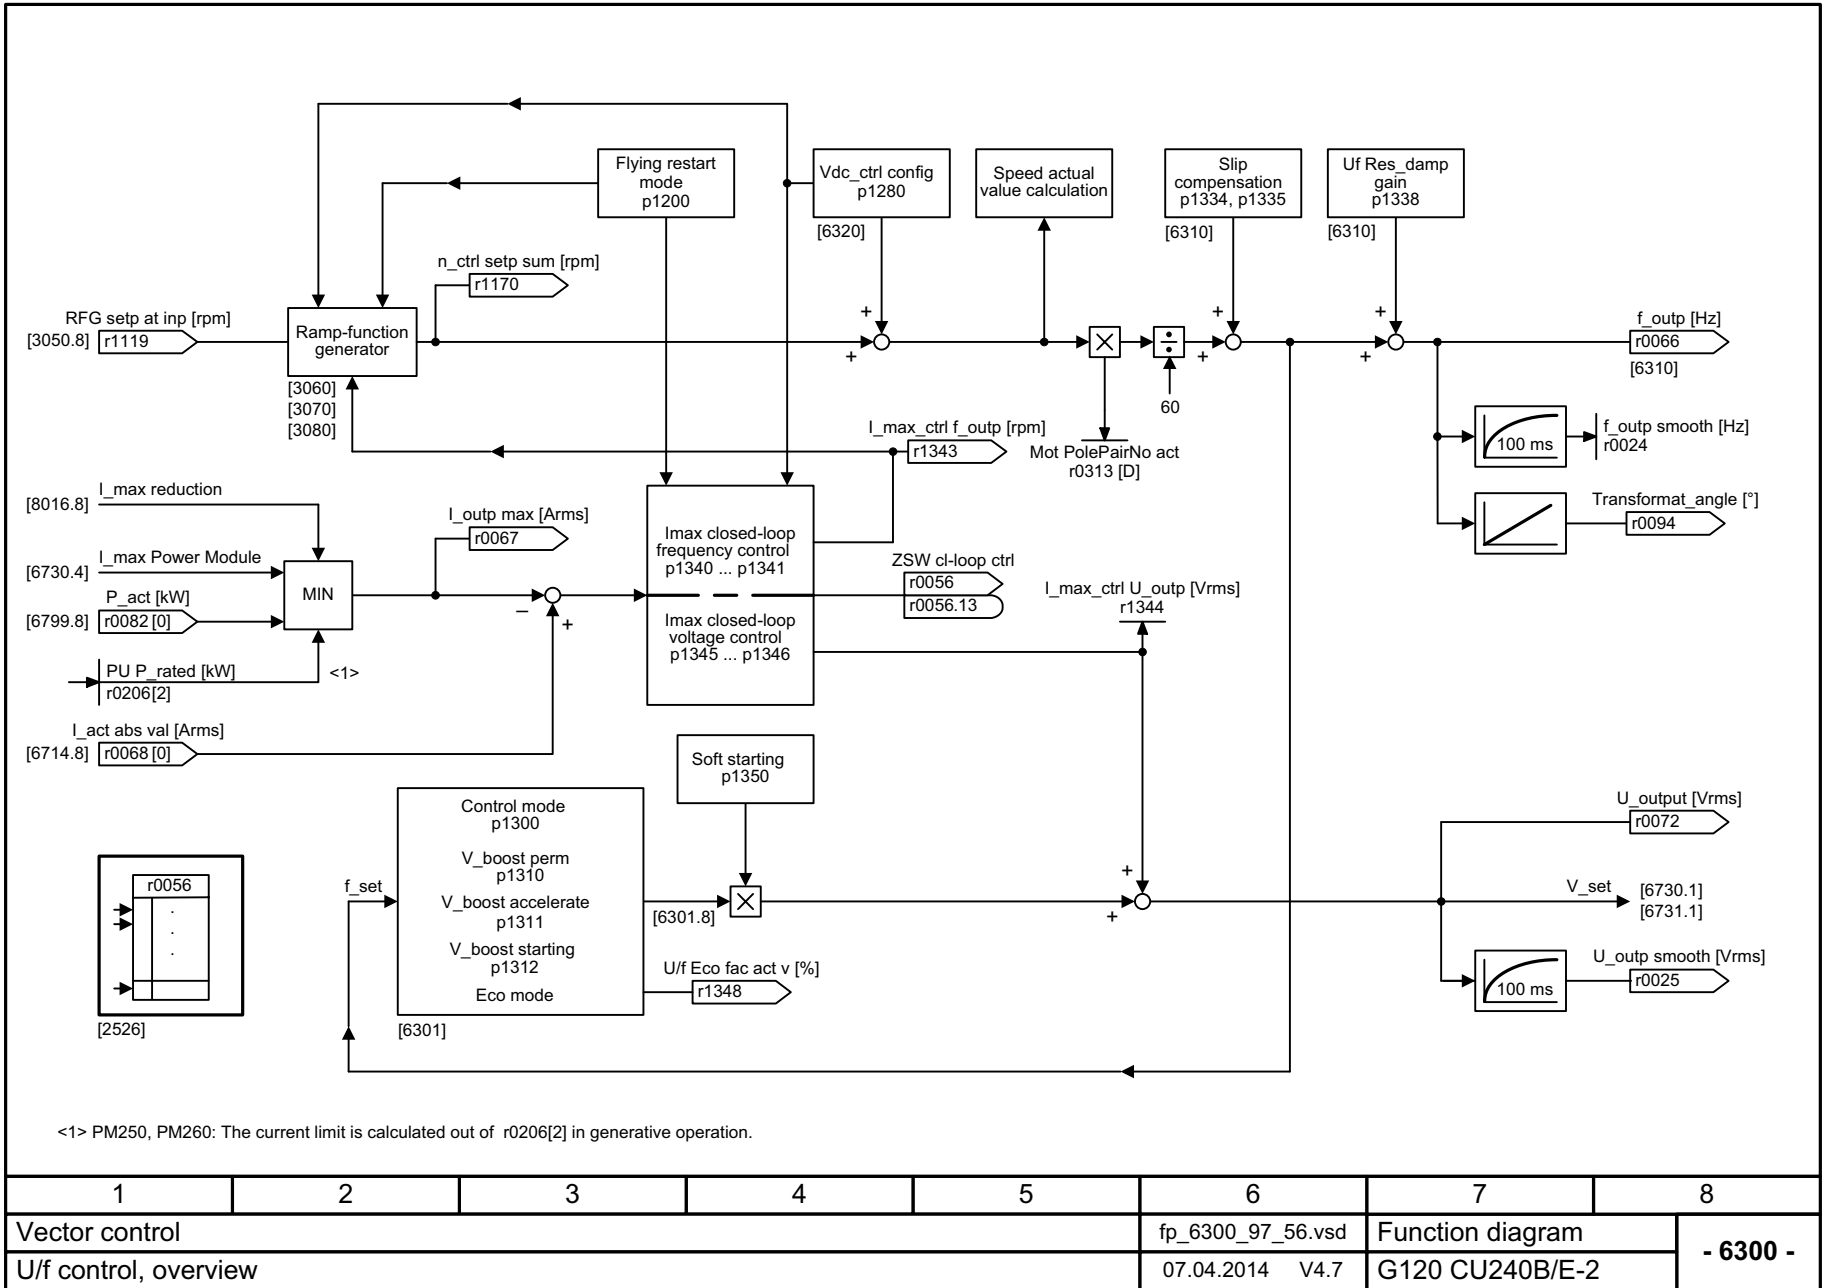 Flying restart
mode
p1200
Vdc_ctrl config
p1280
[6320]
Speed actual
value calculation
Slip
compensation
p1334, p1335
[6310]
Uf Res_damp
gain
p1338
[6310]
n_ctrl setp sum [rpm]
r1170
RFG setp at inp [rpm]
[3050.8] r1119
Ramp-function
generator
[3060]
[3070]
[3080]
+
+
+
+
+
+
60
f_outp [Hz]
r0066
[6310]
I_max_ctrl f_outp [rpm]
r1343
Mot PolePairNo act
r0313 [D]
100 ms
f_outp smooth [Hz]
r0024
Transformat_angle [°]
r0094
I_max reduction
[8016.8]
I_max Power Module
[6730.4]
P_act [kW]
[6799.8] r0082 [0]
PU P_rated [kW]
r0206[2]
<1>
MIN
I_outp max [Arms]
r0067
–
+
I_act abs val [Arms]
[6714.8] r0068 [0]
Imax closed-loop
frequency control
p1340 ... p1341
Imax closed-loop
voltage control
p1345 ... p1346
ZSW cl-loop ctrl
r0056
r0056.13
I_max_ctrl U_outp [Vrms]
r1344
Soft starting
p1350
Control mode
p1300
V_boost perm
p1310
V_boost accelerate
p1311
V_boost starting
p1312
Eco mode
[6301]
f_set
[6301.8]
U/f Eco fac act v [%]
r1348
+
+
U_output [Vrms]
r0072
V_set
[6730.1]
[6731.1]
100 ms
U_outp smooth [Vrms]
r0025
r0056
.
.
.
[2526]
<1> PM250, PM260: The current limit is calculated out of r0206[2] in generative operation.
1 2 3 4 5 6 7 8
Vector control
fp_6300_97_56.vsd
Function diagram
- 6300 -
U/f control, overview
07.04.2014 V4.7
G120 CU240B/E-2